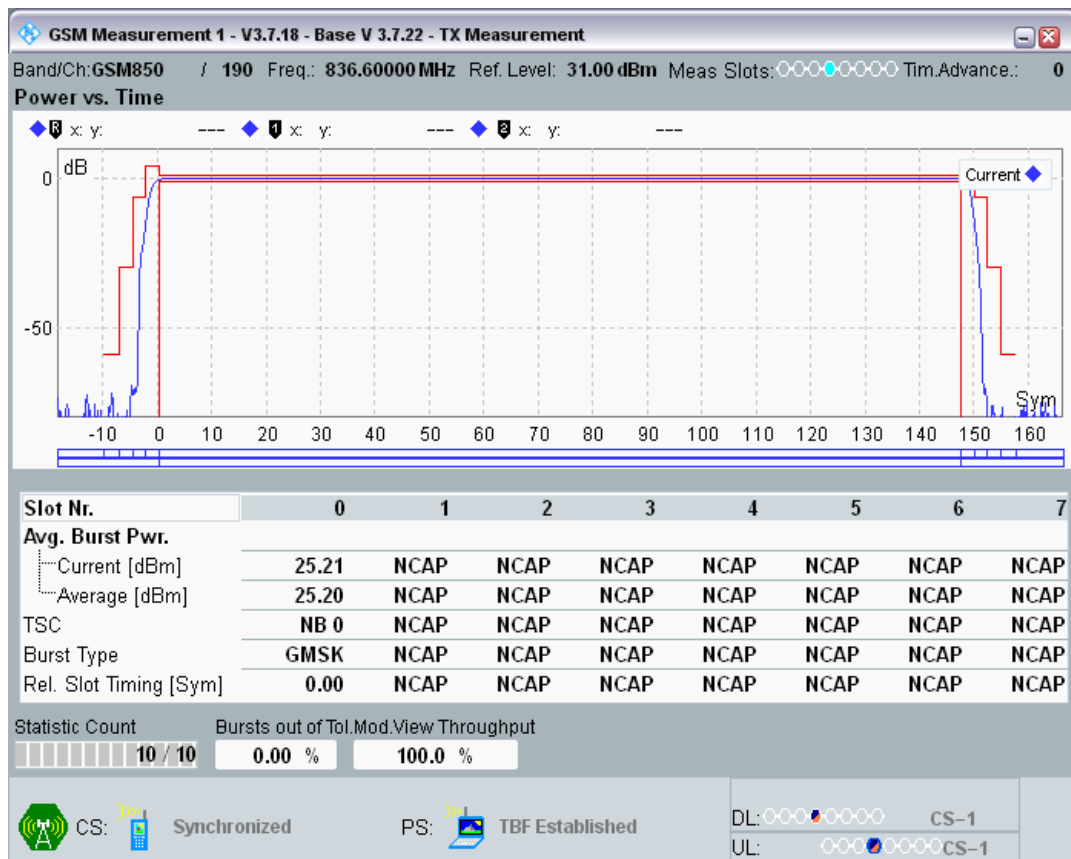 GSM Measurement 1 - V3.7.18 - Base V 3.7.22 - TX Measurement
Band/Ch:GSM850 / 190 Freq.: 836.60000 MHz Ref. Level: 31.00 dBm Meas Slots: Tim.Advance.: 0
Power vs. Time
R x: y: --- 1 x: y: --- 2 x: y: ---
dB
Current
0
-50
Sym
-10 0 10 20 30 40 50 60 70 80 90 100 110 120 130 140 150 160
Slot Nr. 0 1 2 3 4 5 6 7
Avg. Burst Pwr.
Current [dBm] 25.21 NCAP NCAP NCAP NCAP NCAP NCAP NCAP
Average [dBm] 25.20 NCAP NCAP NCAP NCAP NCAP NCAP NCAP
TSC NB 0 NCAP NCAP NCAP NCAP NCAP NCAP NCAP
Burst Type GMSK NCAP NCAP NCAP NCAP NCAP NCAP NCAP
Rel. Slot Timing [Sym] 0.00 NCAP NCAP NCAP NCAP NCAP NCAP NCAP
Statistic Count Bursts out of Tol.Mod.View Throughput
10 / 10 0.00 % 100.0 %
CS: Synchronized PS: TBF Established
DL: CS-1
UL: CS-1